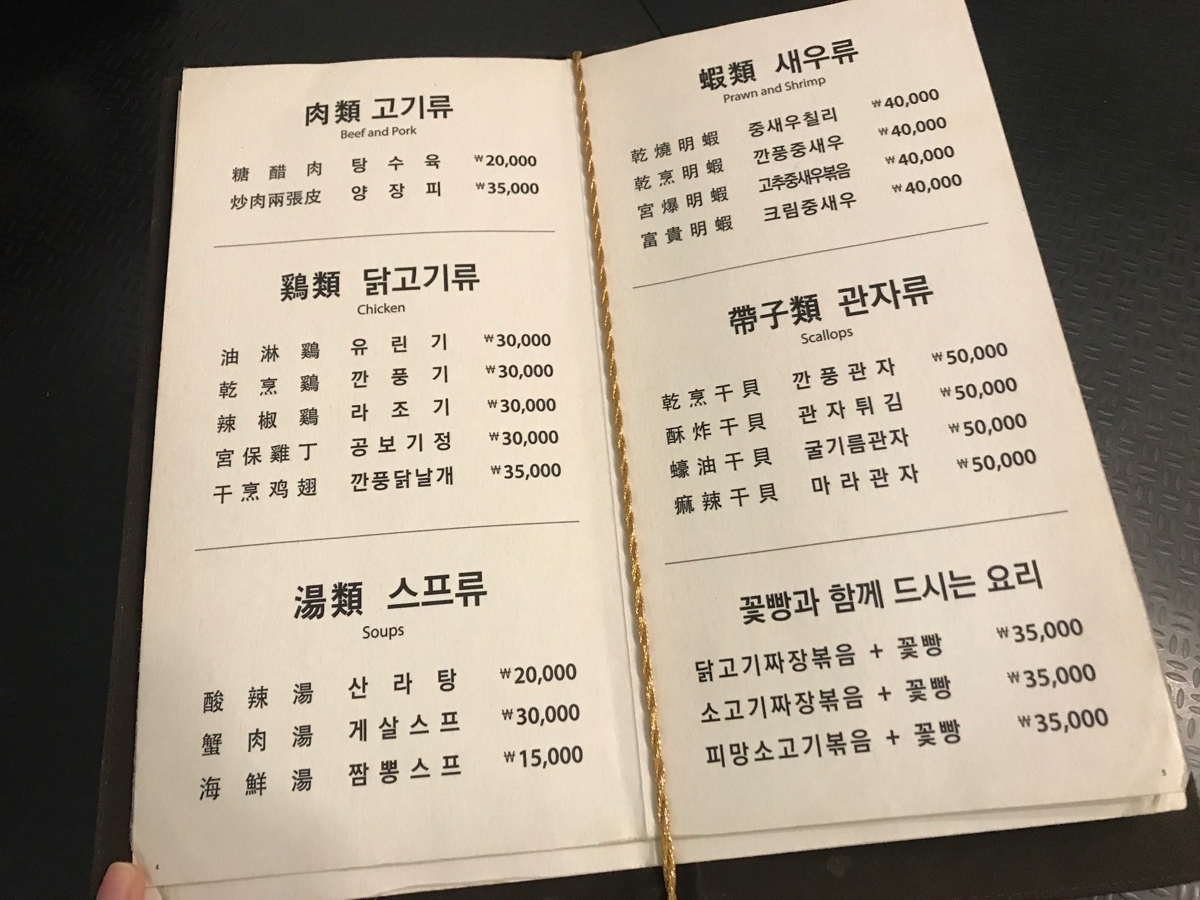 肉類 고기류
Beef and Pork
糖醋肉 탕수육 ₩20,000
炒肉兩張皮 양장피 ₩35,000
鷄類 닭고기류
Chicken
油淋鷄 유린기 ₩30,000
乾烹鷄 깐풍기 ₩30,000
辣椒鷄 라조기 ₩30,000
宮保雞丁 공보기정 ₩30,000
干烹鸡翅 깐풍닭날개 ₩35,000
湯類 스프류
Soups
酸辣湯 산라탕 ₩20,000
蟹肉湯 게살스프 ₩30,000
海鮮湯 짬뽕스프 ₩15,000
4
蝦類 새우류
Prawn and Shrimp
乾燒明蝦 중새우칠리 ₩40,000
乾烹明蝦 깐풍중새우 ₩40,000
宮爆明蝦 고추중새우볶음 ₩40,000
富貴明蝦 크림중새우 ₩40,000
帶子類 관자류
Scallops
乾烹干貝 깐풍관자 ₩50,000
酥炸干貝 관자튀김 ₩50,000
蠔油干貝 굴기름관자 ₩50,000
痲辣干貝 마라관자 ₩50,000
꽃빵과 함께 드시는 요리
닭고기짜장볶음 + 꽃빵 ₩35,000
소고기짜장볶음 + 꽃빵 ₩35,000
피망소고기볶음 + 꽃빵 ₩35,000
5